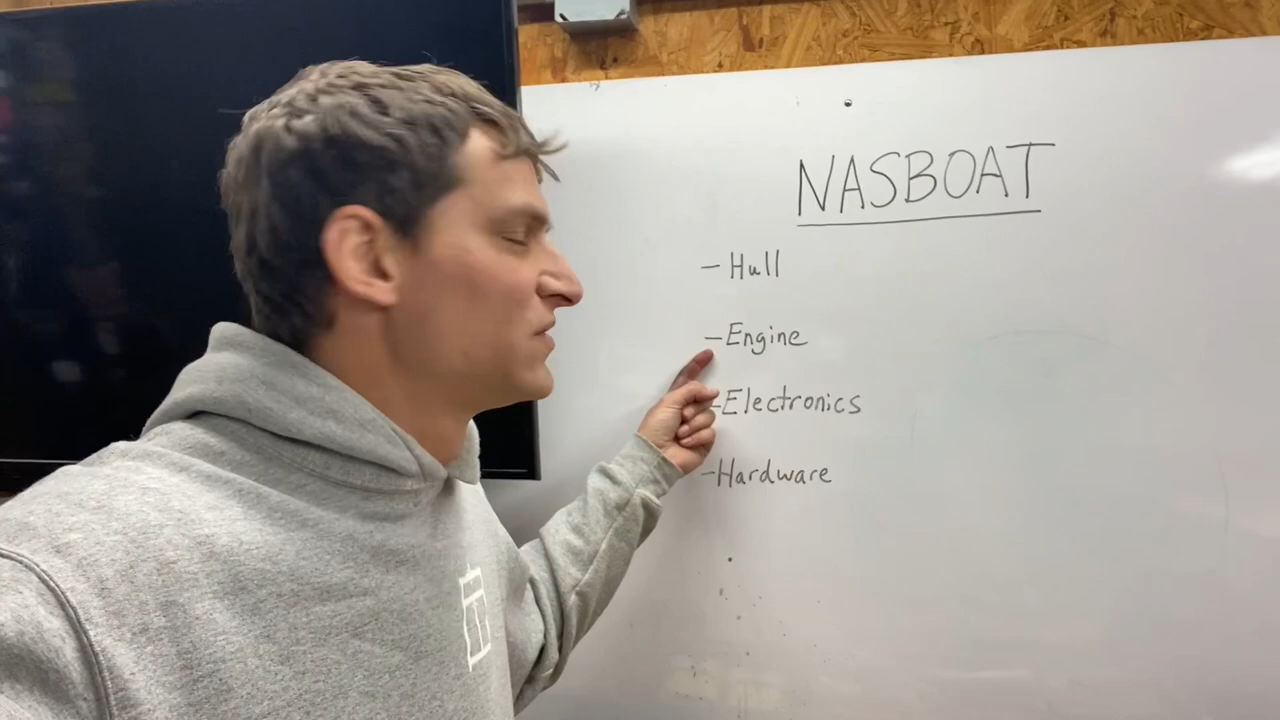 NASBOAT
- Hull
- Engine
- Electronics
- Hardware